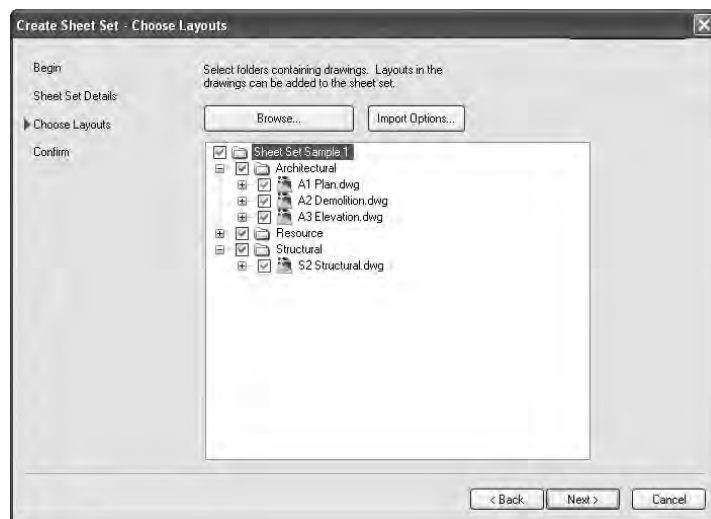 Create Sheet Set - Choose Layouts
Begin
Sheet Set Details
Choose Layouts
Confirm
Select folders containing drawings. Layouts in the
drawings can be added to the sheet set.
Browse...
Import Options...
Sheet Set Sample 1
Architectural
A1 Plan.dwg
A2 Demolition.dwg
A3 Elevation.dwg
Resource
Structural
S2 Structural.dwg
< Back
Next >
Cancel